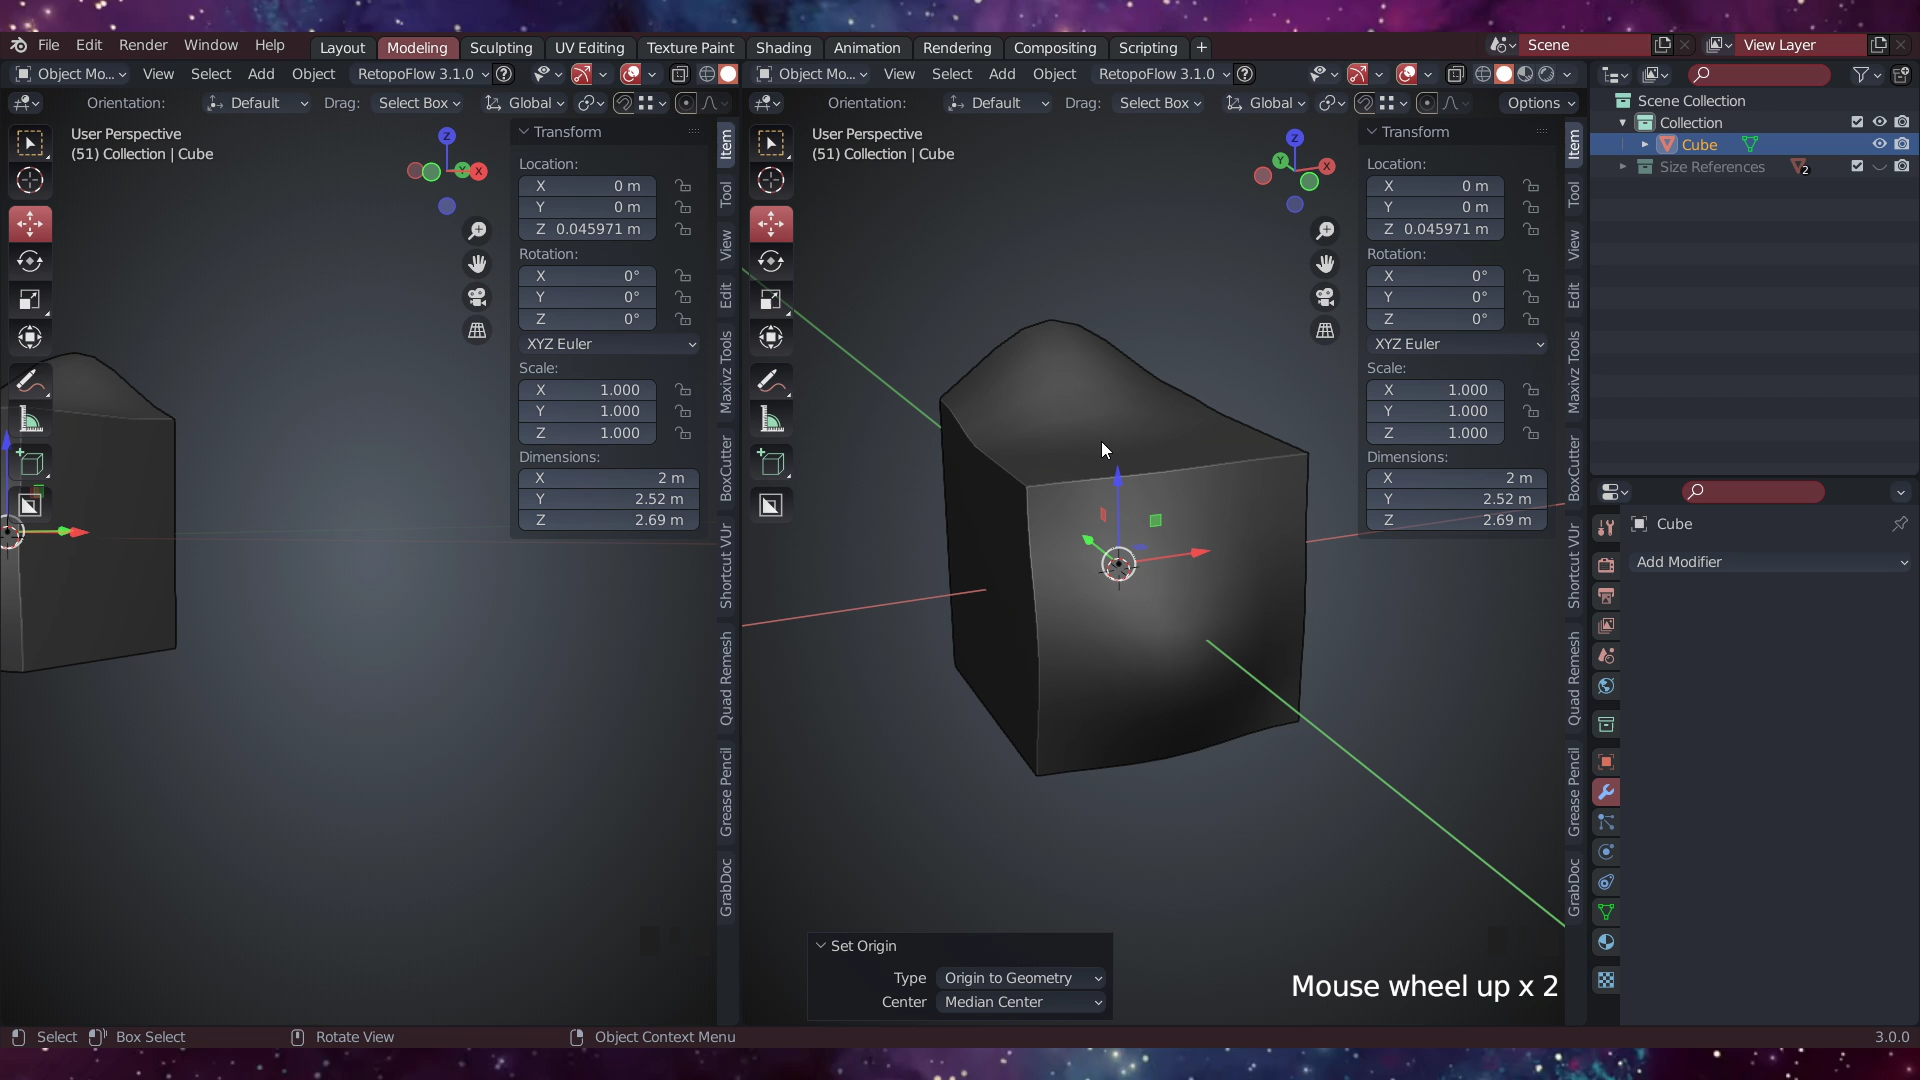 File Edit Render Window Help Layout Modeling Sculpting UV Editing Texture Paint Shading Animation Rendering Compositing Scripting + Scene View Layer
Object Mo... View Select Add Object RetopoFlow 3.1.0 ? Object Mo... View Select Add Object RetopoFlow 3.1.0 ?
Orientation: Default Drag: Select Box Global Orientation: Default Drag: Select Box Global Options
User Perspective
(51) Collection | Cube
Transform
Location:
X 0 m
Y 0 m
Z 0.045971 m
Rotation:
X 0°
Y 0°
Z 0°
XYZ Euler
Scale:
X 1.000
Y 1.000
Z 1.000
Dimensions:
X 2 m
Y 2.52 m
Z 2.69 m
Z
Y
X
Item
Tool
View
Edit
Maxivz Tools
BoxCutter
Shortcut VUr
Quad Remesh
Grease Pencil
GrabDoc
User Perspective
(51) Collection | Cube
Transform
Location:
X 0 m
Y 0 m
Z 0.045971 m
Rotation:
X 0°
Y 0°
Z 0°
XYZ Euler
Scale:
X 1.000
Y 1.000
Z 1.000
Dimensions:
X 2 m
Y 2.52 m
Z 2.69 m
Z
Y
X
Item
Tool
View
Edit
Maxivz Tools
BoxCutter
Shortcut VUr
Quad Remesh
Grease Pencil
GrabDoc
Set Origin
Type Origin to Geometry
Center Median Center
Mouse wheel up x 2
Scene Collection
Collection
Cube
Size References 2
Cube
Add Modifier
Select Box Select Rotate View Object Context Menu 3.0.0